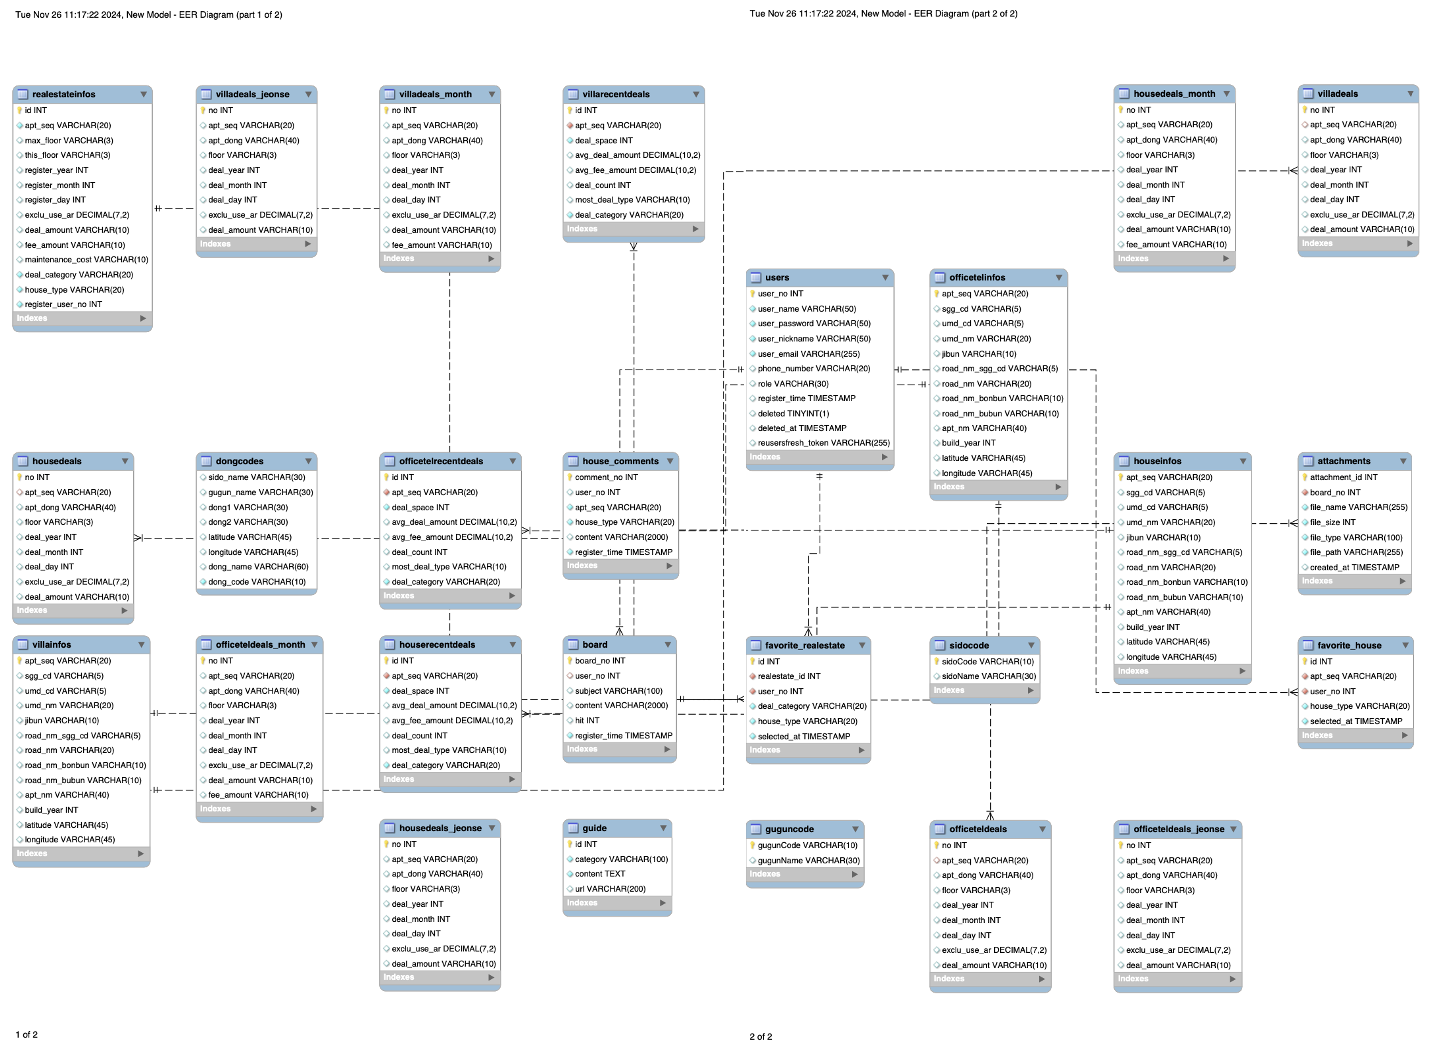 Tue Nov 26 11:17:22 2024, New Model - EER Diagram (part 1 of 2)
realestateinfos
id INT
apt_seq VARCHAR(20)
max_floor VARCHAR(3)
this_floor VARCHAR(3)
register_year INT
register_month INT
register_day INT
exclu_use_ar DECIMAL(7,2)
deal_amount VARCHAR(10)
fee_amount VARCHAR(10)
maintenance_cost VARCHAR(10)
deal_category VARCHAR(20)
house_type VARCHAR(20)
register_user_no INT
Indexes
villadeals_jeonse
no INT
apt_seq VARCHAR(20)
apt_dong VARCHAR(40)
floor VARCHAR(3)
deal_year INT
deal_month INT
deal_day INT
exclu_use_ar DECIMAL(7,2)
deal_amount VARCHAR(10)
Indexes
villadeals_month
no INT
apt_seq VARCHAR(20)
apt_dong VARCHAR(40)
floor VARCHAR(3)
deal_year INT
deal_month INT
deal_day INT
exclu_use_ar DECIMAL(7,2)
deal_amount VARCHAR(10)
fee_amount VARCHAR(10)
Indexes
villarecentdeals
id INT
apt_seq VARCHAR(20)
deal_space INT
avg_deal_amount DECIMAL(10,2)
avg_fee_amount DECIMAL(10,2)
deal_count INT
most_deal_type VARCHAR(10)
deal_category VARCHAR(20)
Indexes
housedeals
no INT
apt_seq VARCHAR(20)
apt_dong VARCHAR(40)
floor VARCHAR(3)
deal_year INT
deal_month INT
deal_day INT
exclu_use_ar DECIMAL(7,2)
deal_amount VARCHAR(10)
Indexes
dongcodes
sido_name VARCHAR(30)
gugun_name VARCHAR(30)
dong1 VARCHAR(30)
dong2 VARCHAR(30)
latitude VARCHAR(45)
longitude VARCHAR(45)
dong_name VARCHAR(60)
dong_code VARCHAR(10)
Indexes
officetelrecentdeals
id INT
apt_seq VARCHAR(20)
deal_space INT
avg_deal_amount DECIMAL(10,2)
avg_fee_amount DECIMAL(10,2)
deal_count INT
most_deal_type VARCHAR(10)
deal_category VARCHAR(20)
Indexes
house_comments
comment_no INT
user_no INT
apt_seq VARCHAR(20)
house_type VARCHAR(20)
content VARCHAR(2000)
register_time TIMESTAMP
Indexes
villainfos
apt_seq VARCHAR(20)
sgg_cd VARCHAR(5)
umd_cd VARCHAR(5)
umd_nm VARCHAR(20)
jibun VARCHAR(10)
road_nm_sgg_cd VARCHAR(5)
road_nm VARCHAR(20)
road_nm_bonbun VARCHAR(10)
road_nm_bubun VARCHAR(10)
apt_nm VARCHAR(40)
build_year INT
latitude VARCHAR(45)
longitude VARCHAR(45)
Indexes
officeteldeals_month
no INT
apt_seq VARCHAR(20)
apt_dong VARCHAR(40)
floor VARCHAR(3)
deal_year INT
deal_month INT
deal_day INT
exclu_use_ar DECIMAL(7,2)
deal_amount VARCHAR(10)
fee_amount VARCHAR(10)
Indexes
houserecentdeals
id INT
apt_seq VARCHAR(20)
deal_space INT
avg_deal_amount DECIMAL(10,2)
avg_fee_amount DECIMAL(10,2)
deal_count INT
most_deal_type VARCHAR(10)
deal_category VARCHAR(20)
Indexes
board
board_no INT
user_no INT
subject VARCHAR(100)
content VARCHAR(2000)
hit INT
register_time TIMESTAMP
Indexes
housedeals_jeonse
no INT
apt_seq VARCHAR(20)
apt_dong VARCHAR(40)
floor VARCHAR(3)
deal_year INT
deal_month INT
deal_day INT
exclu_use_ar DECIMAL(7,2)
deal_amount VARCHAR(10)
Indexes
guide
id INT
category VARCHAR(100)
content TEXT
url VARCHAR(200)
Indexes
1 of 2
Tue Nov 26 11:17:22 2024, New Model - EER Diagram (part 2 of 2)
housedeals_month
no INT
apt_seq VARCHAR(20)
apt_dong VARCHAR(40)
floor VARCHAR(3)
deal_year INT
deal_month INT
deal_day INT
exclu_use_ar DECIMAL(7,2)
deal_amount VARCHAR(10)
fee_amount VARCHAR(10)
Indexes
villadeals
no INT
apt_seq VARCHAR(20)
apt_dong VARCHAR(40)
floor VARCHAR(3)
deal_year INT
deal_month INT
deal_day INT
exclu_use_ar DECIMAL(7,2)
deal_amount VARCHAR(10)
Indexes
users
user_no INT
user_name VARCHAR(50)
user_password VARCHAR(50)
user_nickname VARCHAR(50)
user_email VARCHAR(255)
phone_number VARCHAR(20)
role VARCHAR(30)
register_time TIMESTAMP
deleted TINYINT(1)
deleted_at TIMESTAMP
reusersfresh_token VARCHAR(255)
Indexes
officetelinfos
apt_seq VARCHAR(20)
sgg_cd VARCHAR(5)
umd_cd VARCHAR(5)
umd_nm VARCHAR(20)
jibun VARCHAR(10)
road_nm_sgg_cd VARCHAR(5)
road_nm VARCHAR(20)
road_nm_bonbun VARCHAR(10)
road_nm_bubun VARCHAR(10)
apt_nm VARCHAR(40)
build_year INT
latitude VARCHAR(45)
longitude VARCHAR(45)
Indexes
houseinfos
apt_seq VARCHAR(20)
sgg_cd VARCHAR(5)
umd_cd VARCHAR(5)
umd_nm VARCHAR(20)
jibun VARCHAR(10)
road_nm_sgg_cd VARCHAR(5)
road_nm VARCHAR(20)
road_nm_bonbun VARCHAR(10)
road_nm_bubun VARCHAR(10)
apt_nm VARCHAR(40)
build_year INT
latitude VARCHAR(45)
longitude VARCHAR(45)
Indexes
attachments
attachment_id INT
board_no INT
file_name VARCHAR(255)
file_size INT
file_type VARCHAR(100)
file_path VARCHAR(255)
created_at TIMESTAMP
Indexes
favorite_realestate
id INT
realestate_id INT
user_no INT
deal_category VARCHAR(20)
house_type VARCHAR(20)
selected_at TIMESTAMP
Indexes
sidocode
sidoCode VARCHAR(10)
sidoName VARCHAR(30)
Indexes
favorite_house
id INT
apt_seq VARCHAR(20)
user_no INT
house_type VARCHAR(20)
selected_at TIMESTAMP
Indexes
guguncode
gugunCode VARCHAR(10)
gugunName VARCHAR(30)
Indexes
officeteldeals
no INT
apt_seq VARCHAR(20)
apt_dong VARCHAR(40)
floor VARCHAR(3)
deal_year INT
deal_month INT
deal_day INT
exclu_use_ar DECIMAL(7,2)
deal_amount VARCHAR(10)
Indexes
officeteldeals_jeonse
no INT
apt_seq VARCHAR(20)
apt_dong VARCHAR(40)
floor VARCHAR(3)
deal_year INT
deal_month INT
deal_day INT
exclu_use_ar DECIMAL(7,2)
deal_amount VARCHAR(10)
Indexes
2 of 2